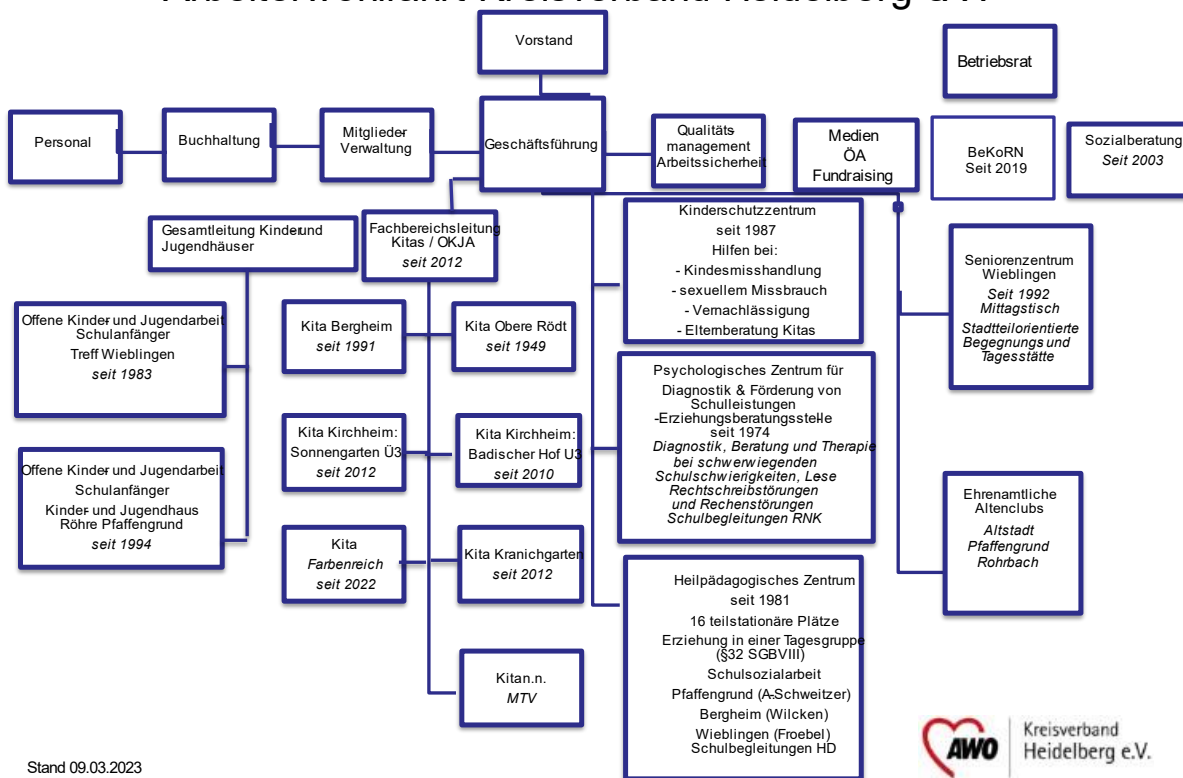 Arbeiterwohlfahrt Kreisverband Heidelberg e.V.
Vorstand
Betriebsrat
Personal
Buchhaltung
Mitglieder-
Verwaltung
Geschäftsführung
Qualitäts-
management
Arbeitssicherheit
Medien
ÖA
Fundraising
BeKoRN
Seit 2019
Sozialberatung
Seit 2003
Gesamtleitung Kinder-und
Jugendhäuser
Fachbereichsleitung
Kitas / OKJA
seit 2012
Kinderschutzzentrum
seit 1987
Hilfen bei:
- Kindesmisshandlung
- sexuellem Missbrauch
- Vernachlässigung
- Elternberatung Kitas
Seniorenzentrum
Wieblingen
Seit 1992
Mittagstisch
Stadtteilorientierte
Begegnungs und
Tagesstätte
Offene Kinder-und Jugendarbeit
Schulanfänger
Treff Wieblingen
seit 1983
Kita Bergheim
seit 1991
Kita Obere Rödt
seit 1949
Psychologisches Zentrum für
Diagnostik & Förderung von
Schulleistungen
-Erziehungsberatungsstelle-
seit 1974
Diagnostik, Beratung und Therapie
bei schwerwiegenden
Schulschwierigkeiten, Lese
Rechtschreibstörungen
und Rechenstörungen
Schulbegleitungen RNK
Kita Kirchheim:
Sonnengarten Ü3
seit 2012
Kita Kirchheim:
Badischer Hof U3
seit 2010
Offene Kinder-und Jugendarbeit
Schulanfänger
Kinder-und Jugendhaus
Röhre Pfaffengrund
seit 1994
Ehrenamtliche
Altenclubs
Altstadt
Pfaffengrund
Rohrbach
Kita
Farbenreich
seit 2022
Kita Kranichgarten
seit 2012
Heilpädagogisches Zentrum
seit 1981
16 teilstationäre Plätze
Erziehung in einer Tagesgruppe
(§32 SGBVIII)
Schulsozialarbeit
Pfaffengrund (A-Schweitzer)
Bergheim (Wilcken)
Wieblingen (Froebel)
Schulbegleitungen HD
Kitan.n.
MTV
AWO
Kreisverband
Heidelberg e.V.
Stand 09.03.2023